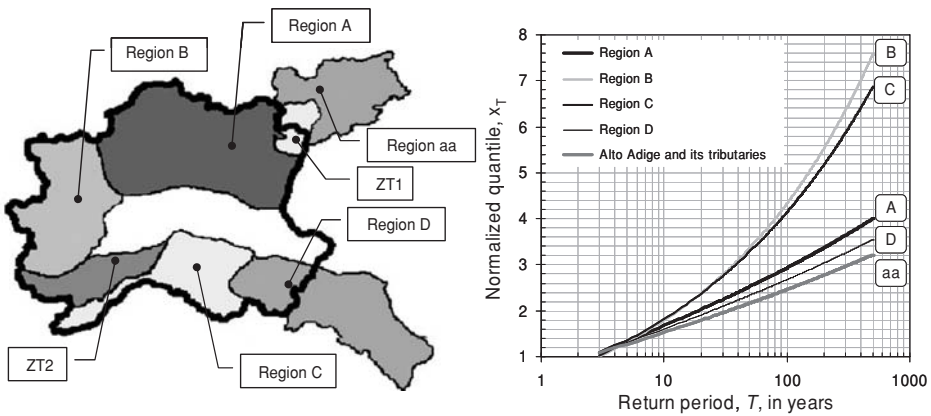 Region A
Region B
Region aa
ZT1
Region D
ZT2
Region C
Normalized quantile, x_T
8
7
6
5
4
3
2
1
Region A
Region B
Region C
Region D
Alto Adige and its tributaries
B
C
A
D
aa
1
10
100
1000
Return period, T, in years